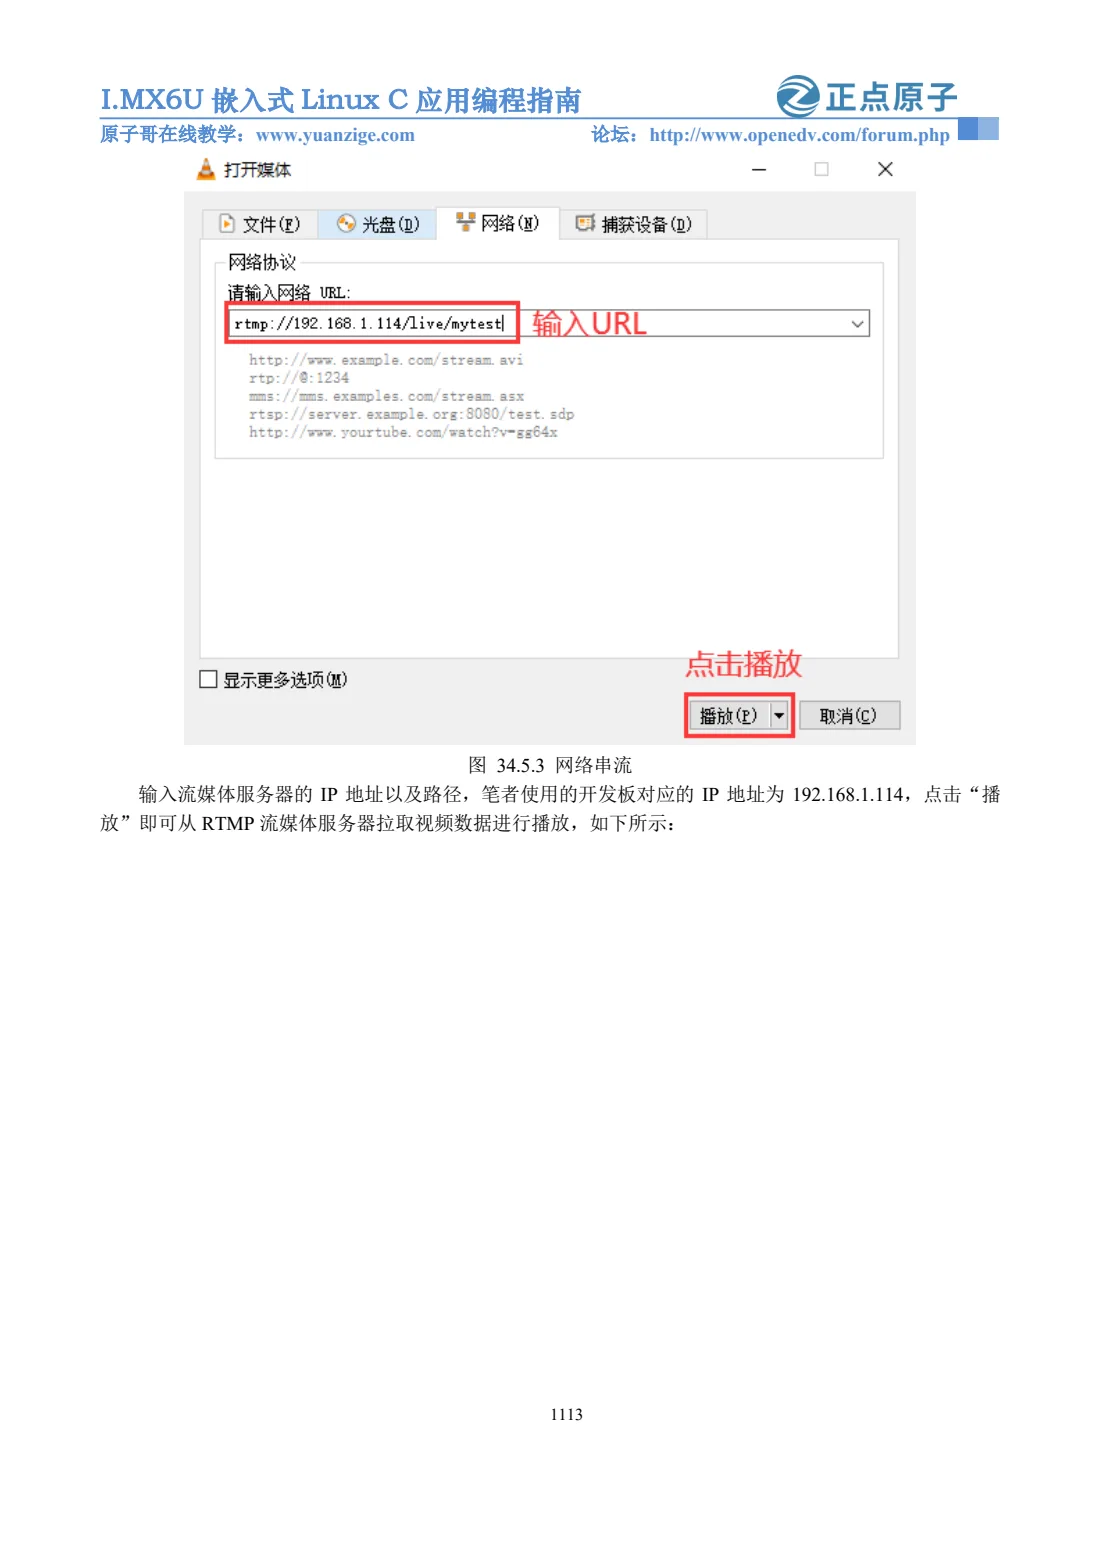 I.MX6U 嵌入式 Linux C 应用编程指南
正点原子
原子哥在线教学：www.yuanzige.com
论坛：http://www.openedv.com/forum.php
打开媒体
文件(F)
光盘(D)
网络(N)
捕获设备(D)
网络协议
请输入网络 URL:
rtmp://192.168.1.114/live/mytest
输入URL
http://www.example.com/stream.avi
rtp://@:1234
mms://mms.examples.com/stream.asx
rtsp://server.example.org:8080/test.sdp
http://www.yourtube.com/watch?v=gg64x
点击播放
显示更多选项(M)
播放(P)
取消(C)
图 34.5.3 网络串流
输入流媒体服务器的 IP 地址以及路径，笔者使用的开发板对应的 IP 地址为 192.168.1.114，点击“播
放”即可从 RTMP 流媒体服务器拉取视频数据进行播放，如下所示：
1113